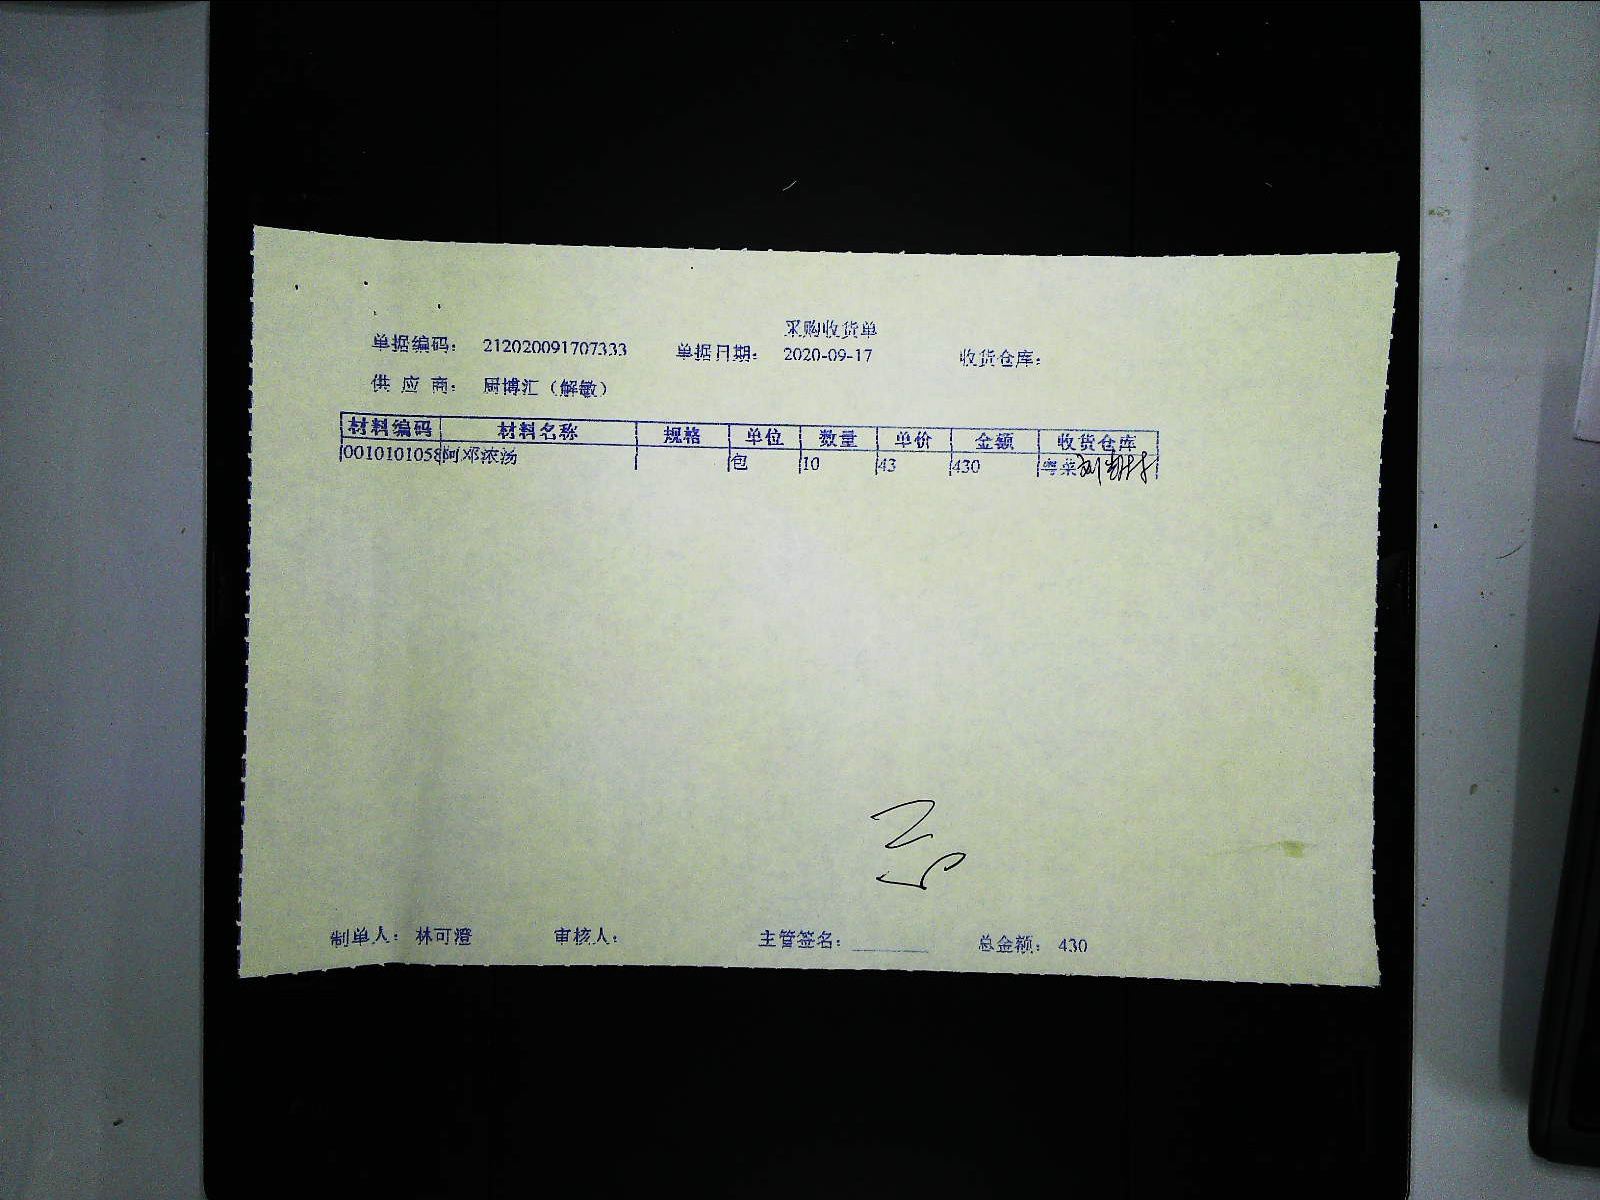 采购收货单
单据编码： 212020091707333 单据日期： 2020-09-17 收货仓库：
供 应 商： 厨博汇（解敏）
材料编码 材料名称 规格 单位 数量 单价 金额 收货仓库
0010101058 阿邓浓汤 包 10 43 430 粤菜
制单人： 林可澄 审核人： 主管签名： 总金额： 430